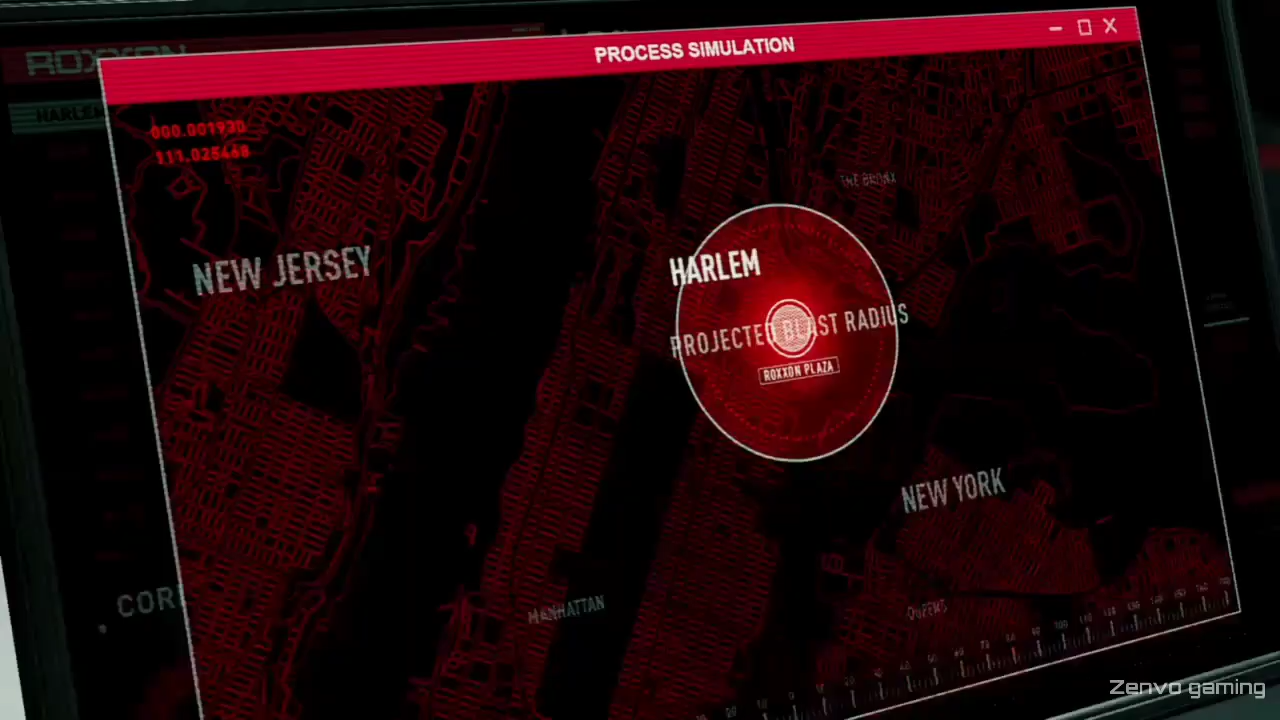 ROXXON
PROCESS SIMULATION
HARLEM
000.001930
111.025468
THE BRONX
NEW JERSEY
HARLEM
PROJECTED BLAST RADIUS
ROXXON PLAZA
NEW YORK
MANHATTAN
QUEENS
Zenvo gaming